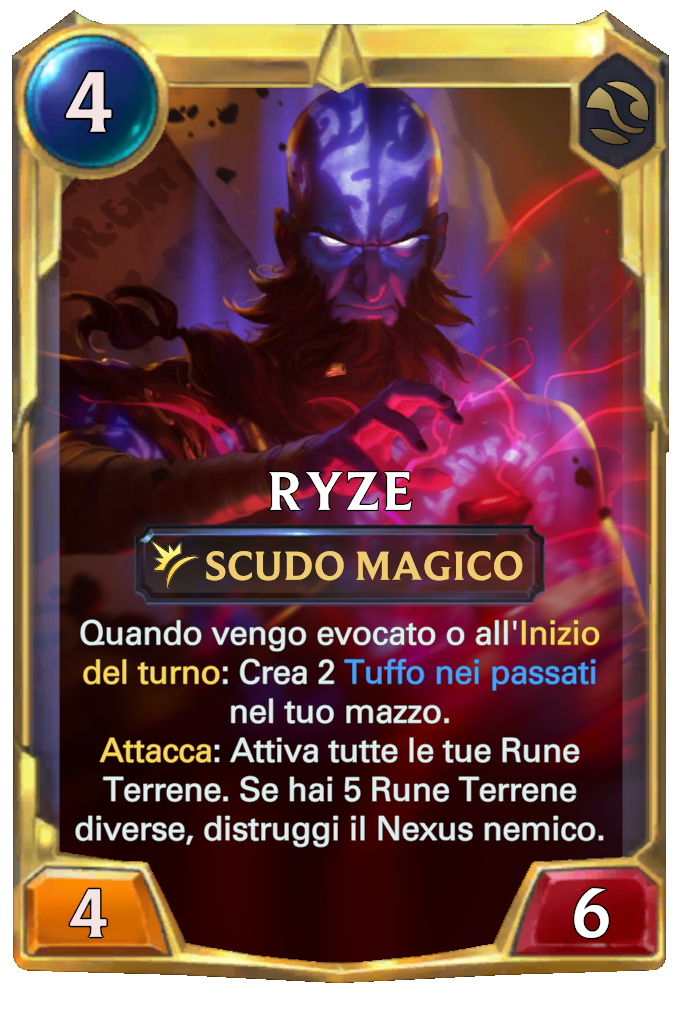 4
RYZE
SCUDO MAGICO
Quando vengo evocato o all'Inizio
del turno: Crea 2 Tuffo nei passati
nel tuo mazzo.
Attacca: Attiva tutte le tue Rune
Terrene. Se hai 5 Rune Terrene
diverse, distruggi il Nexus nemico.
4
6